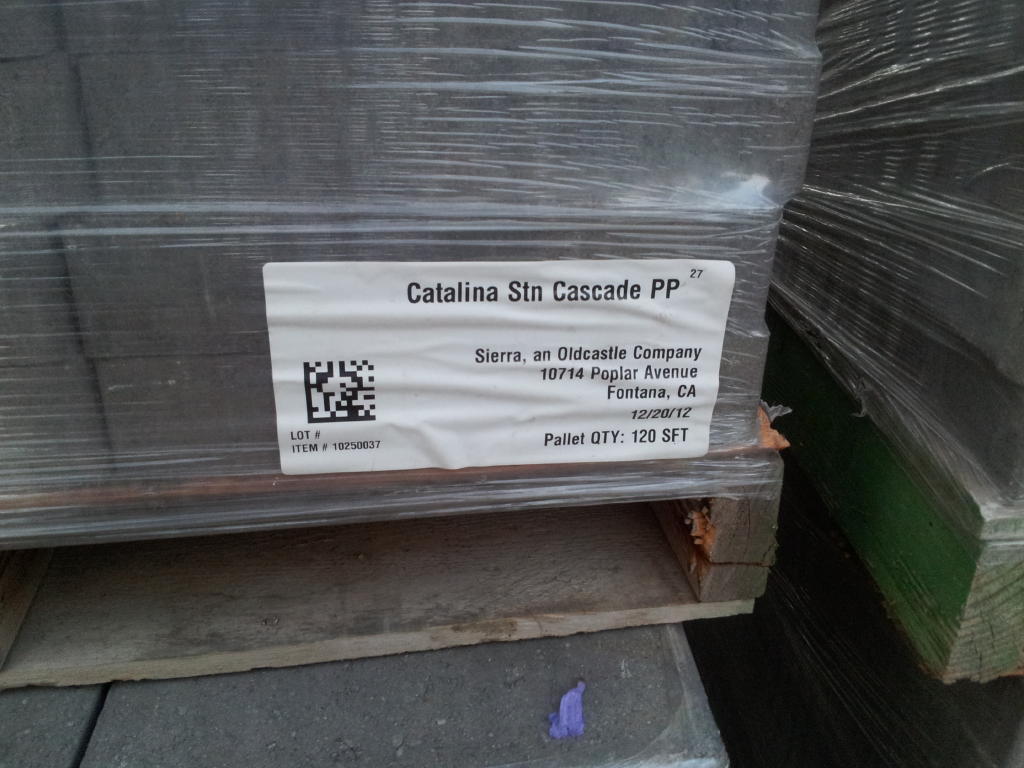 Catalina Stn Cascade PP 27
Sierra, an Oldcastle Company
10714 Poplar Avenue
Fontana, CA
12/20/12
Pallet QTY: 120 SFT
LOT #
ITEM # 10250037